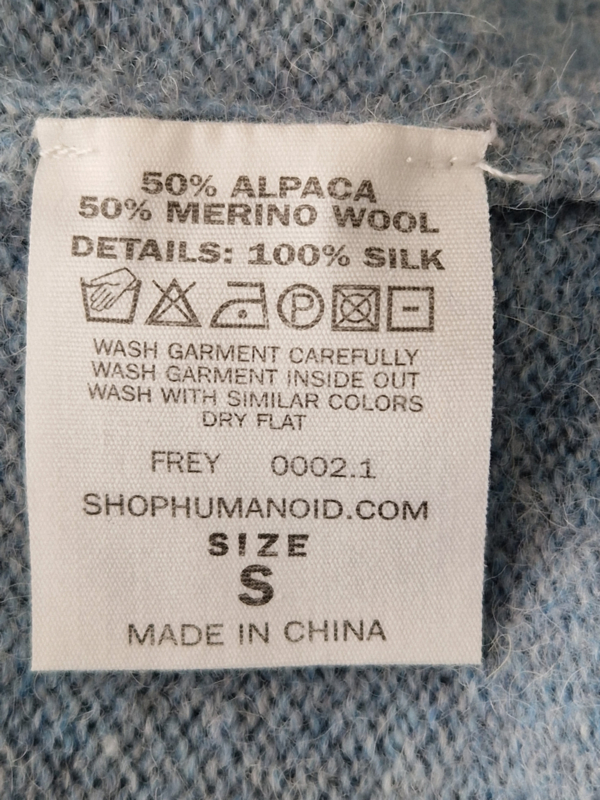 50% ALPACA
50% MERINO WOOL
DETAILS: 100% SILK
P
WASH GARMENT CAREFULLY
WASH GARMENT INSIDE OUT
WASH WITH SIMILAR COLORS
DRY FLAT
FREY 0002.1
SHOPHUMANOID.COM
SIZE
S
MADE IN CHINA